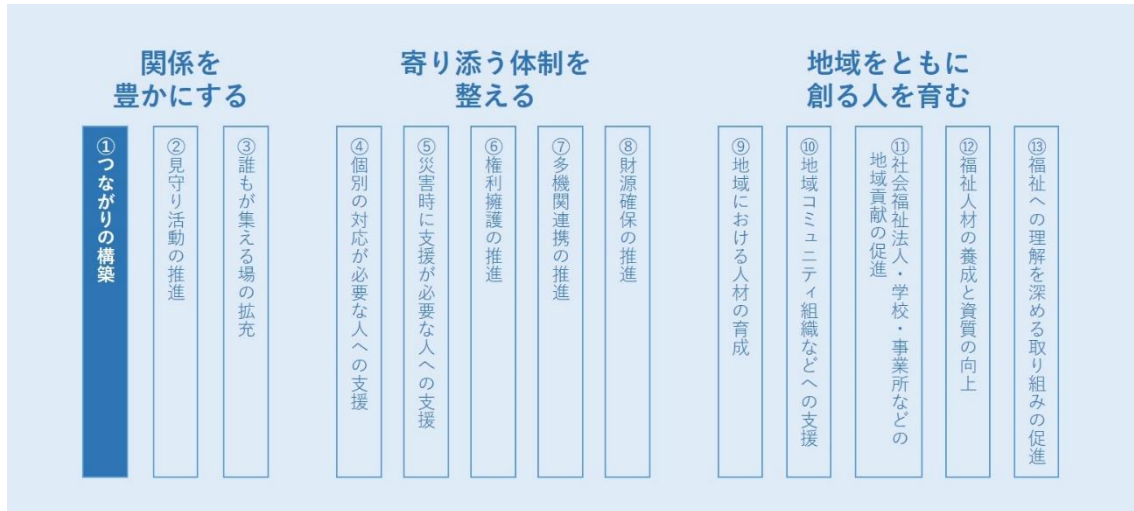 関係を
豊かにする
①つながりの構築
②見守り活動の推進
③誰もが集える場の拡充
寄り添う体制を
整える
④個別の対応が必要な人への支援
⑤災害時に支援が必要な人への支援
⑥権利擁護の推進
⑦多機関連携の推進
⑧財源確保の推進
地域をともに
創る人を育む
⑨地域における人材の育成
⑩地域コミュニティ組織などへの支援
⑪社会福祉法人・学校・事業所などの
地域貢献の促進
⑫福祉人材の養成と資質の向上
⑬福祉への理解を深める取り組みの促進